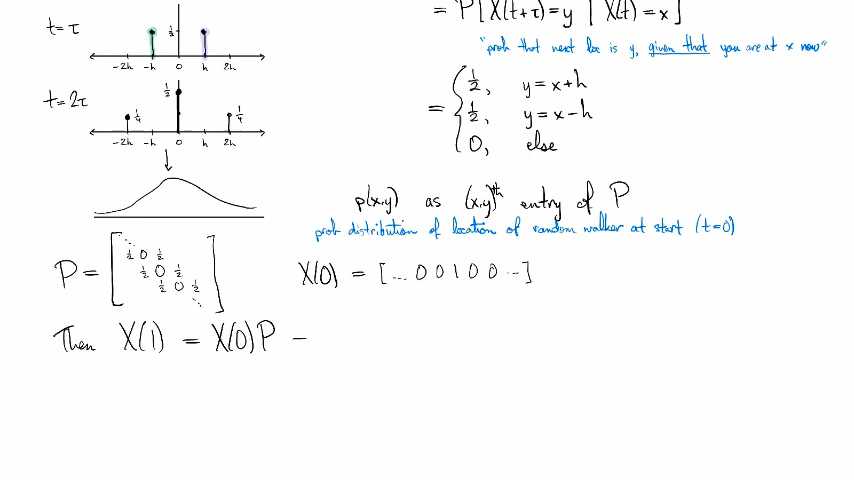 t=τ
1/2
-2h -h 0 h 2h
t=2τ
1/2
1/4 1/4
-2h -h 0 h 2h
= P[X(t+τ)=y | X(t)=x]
"prob that next loc is y, given that you are at x now"
= { 1/2, y=x+h
1/2, y=x-h
0, else
p(x,y) as (x,y)th entry of P
prob distribution of location of random walker at start (t=0)
P = [ ⋱ 1/2 0 1/2
1/2 0 1/2
1/2 0 1/2 ⋱ ]
X(0) = [ ... 0 0 1 0 0 ... ]
Then X(1) = X(0)P -